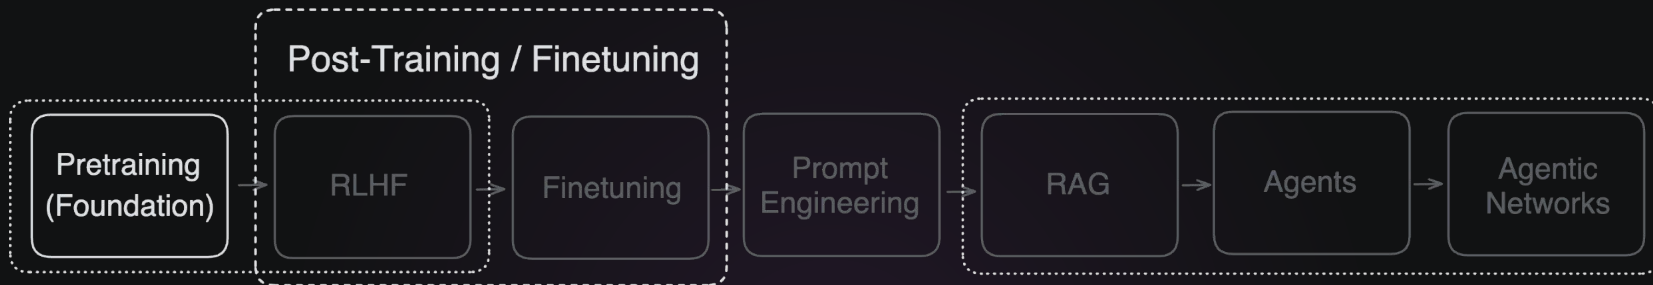 Post-Training / Finetuning
Pretraining
(Foundation)
RLHF
Finetuning
Prompt
Engineering
RAG
Agents
Agentic
Networks